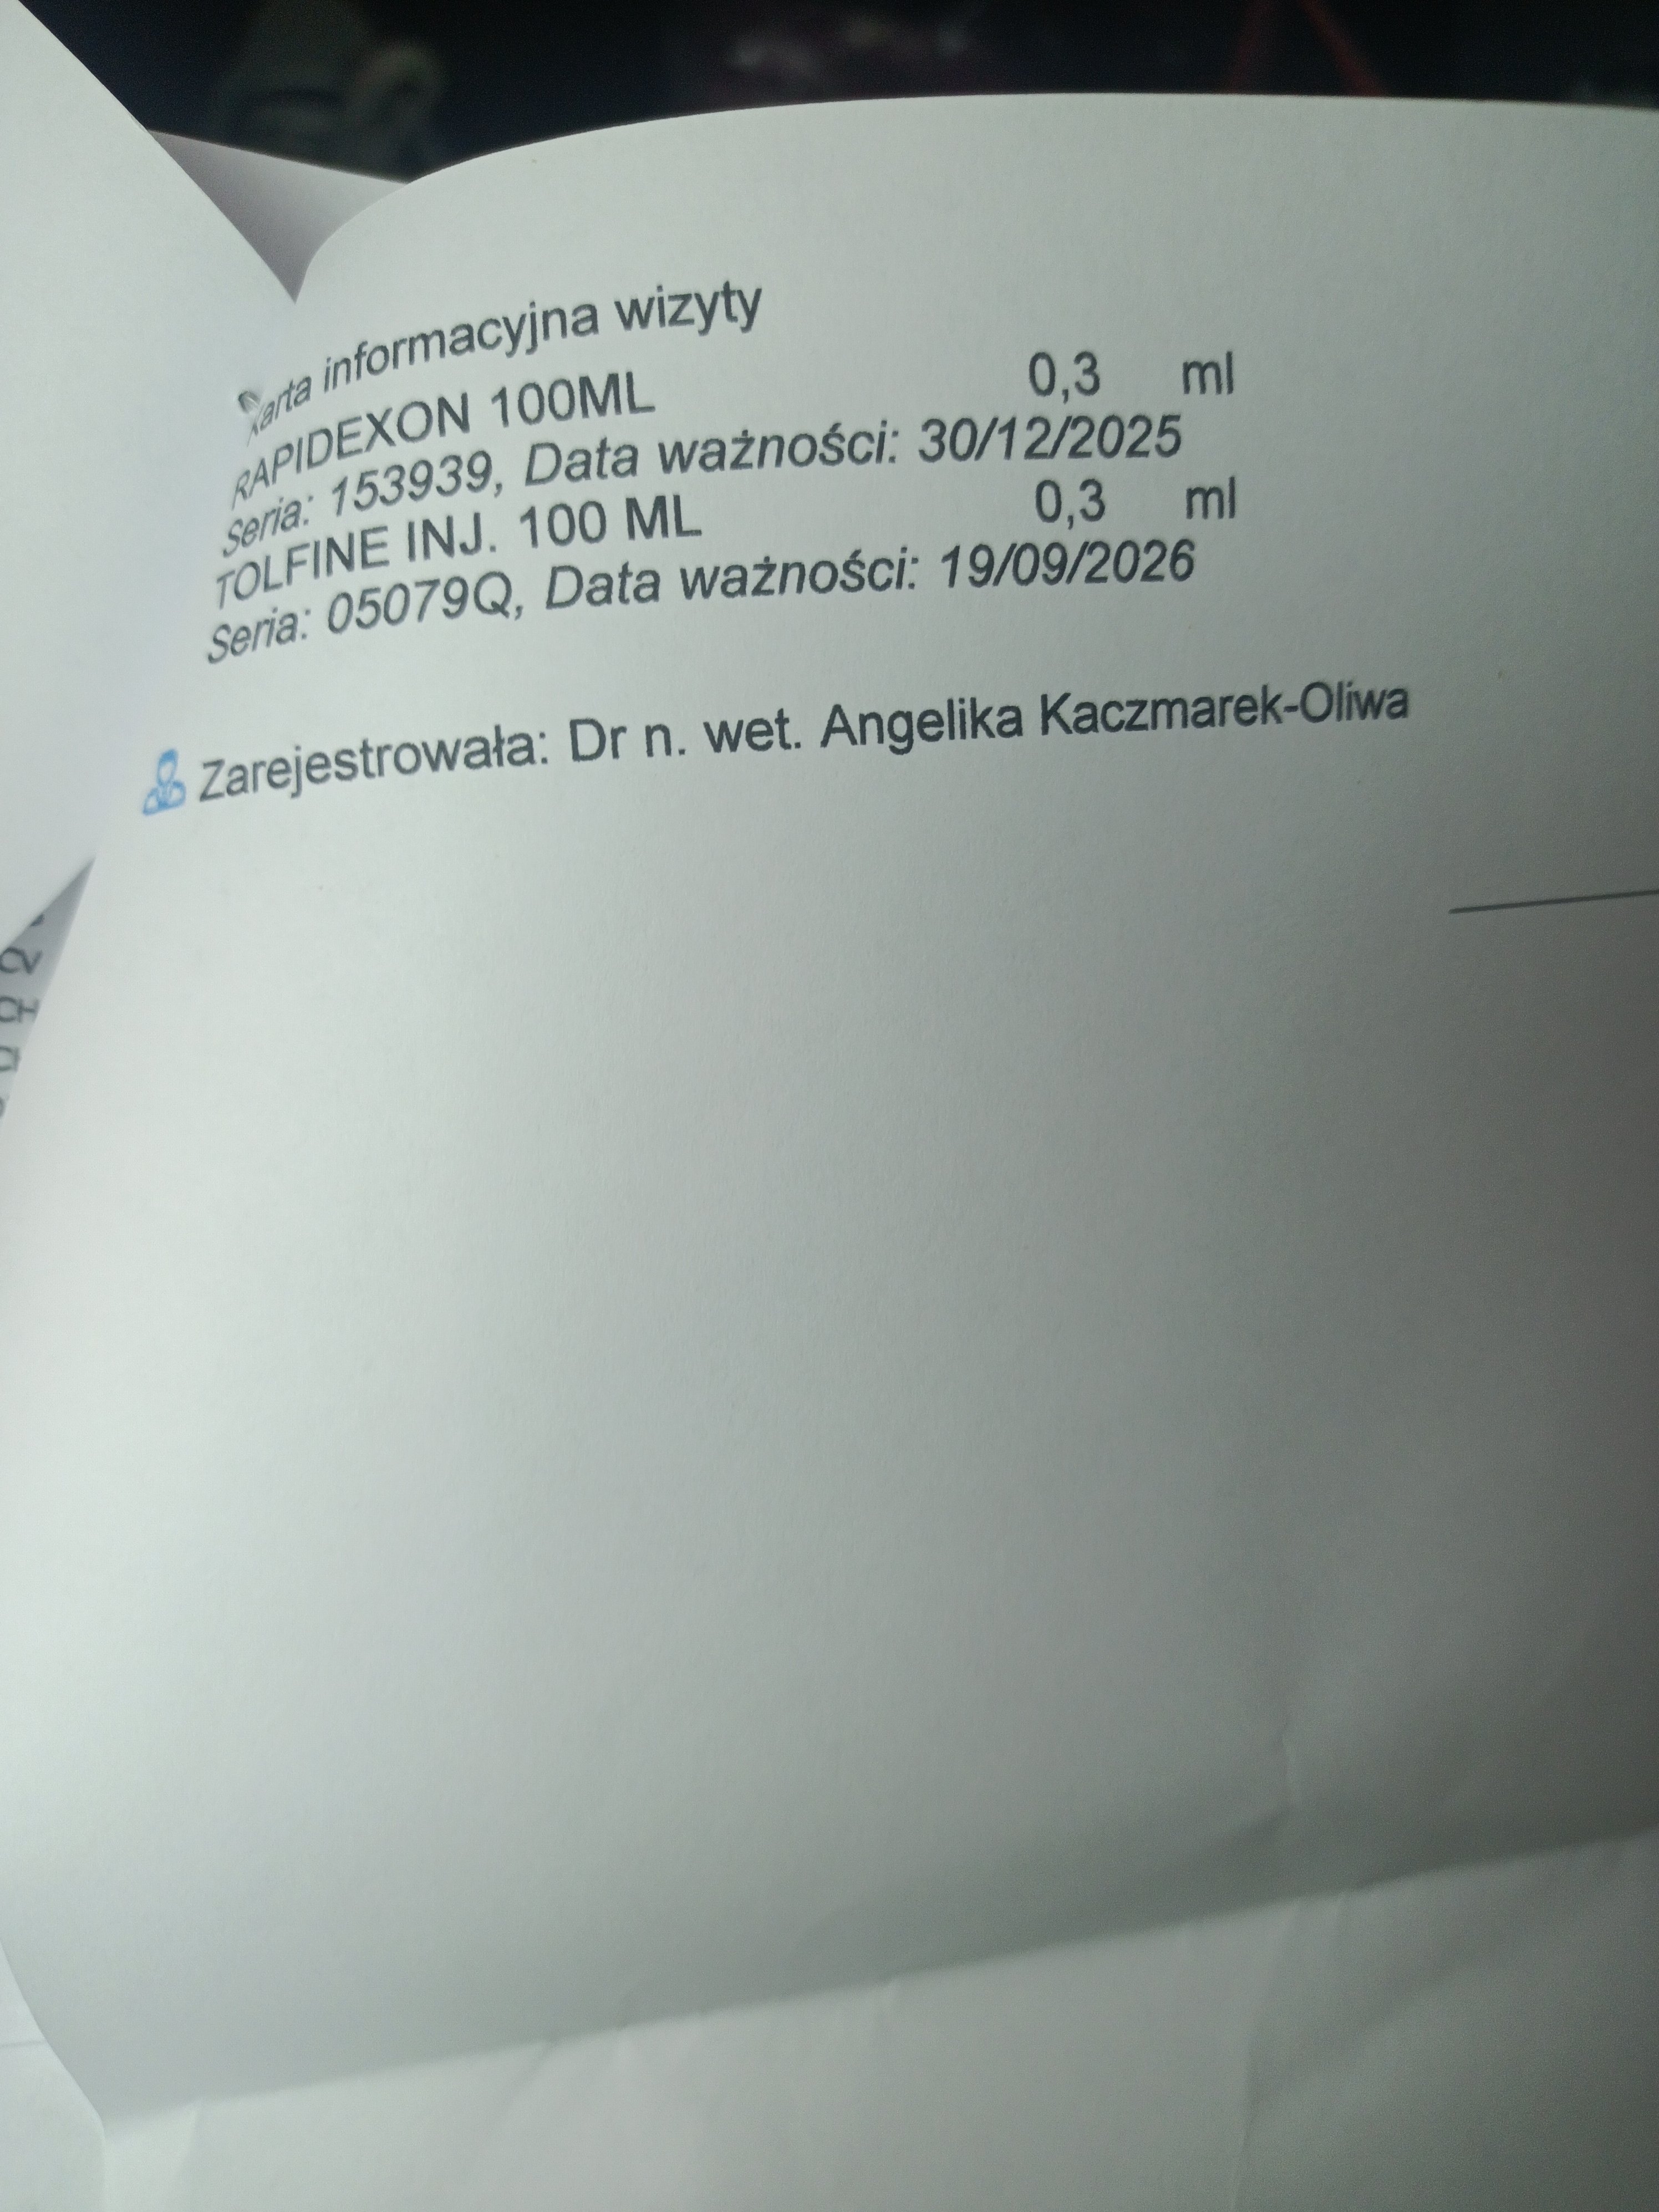 Karta informacyjna wizyty
RAPIDEXON 100ML 0,3 ml
Seria: 153939, Data ważności: 30/12/2025
TOLFINE INJ. 100 ML 0,3 ml
Seria: 05079Q, Data ważności: 19/09/2026
Zarejestrowała: Dr n. wet. Angelika Kaczmarek-Oliwa